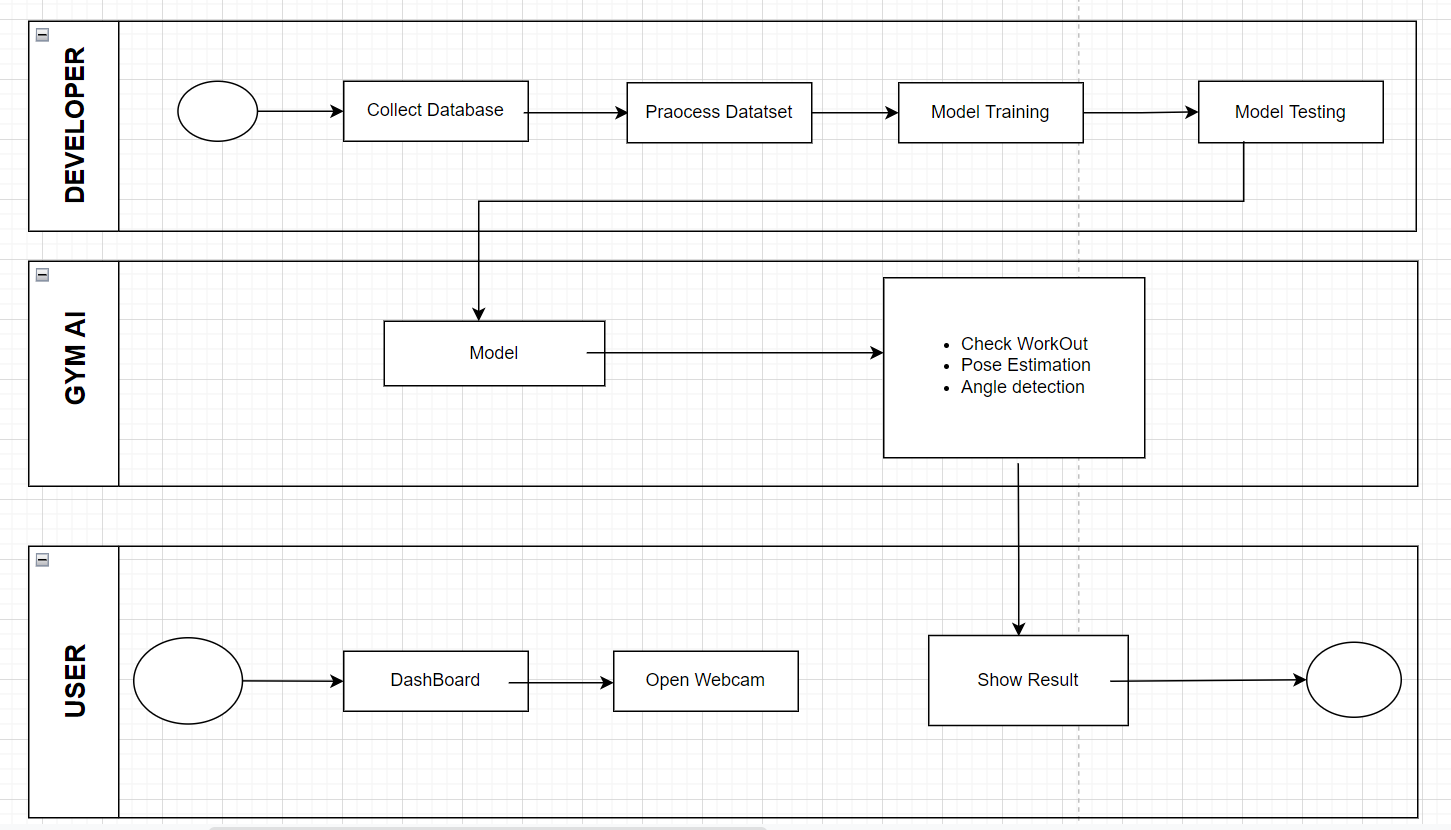 DEVELOPER
Collect Database
Praocess Datatset
Model Training
Model Testing
GYM AI
Model
Check WorkOut
Pose Estimation
Angle detection
USER
DashBoard
Open Webcam
Show Result